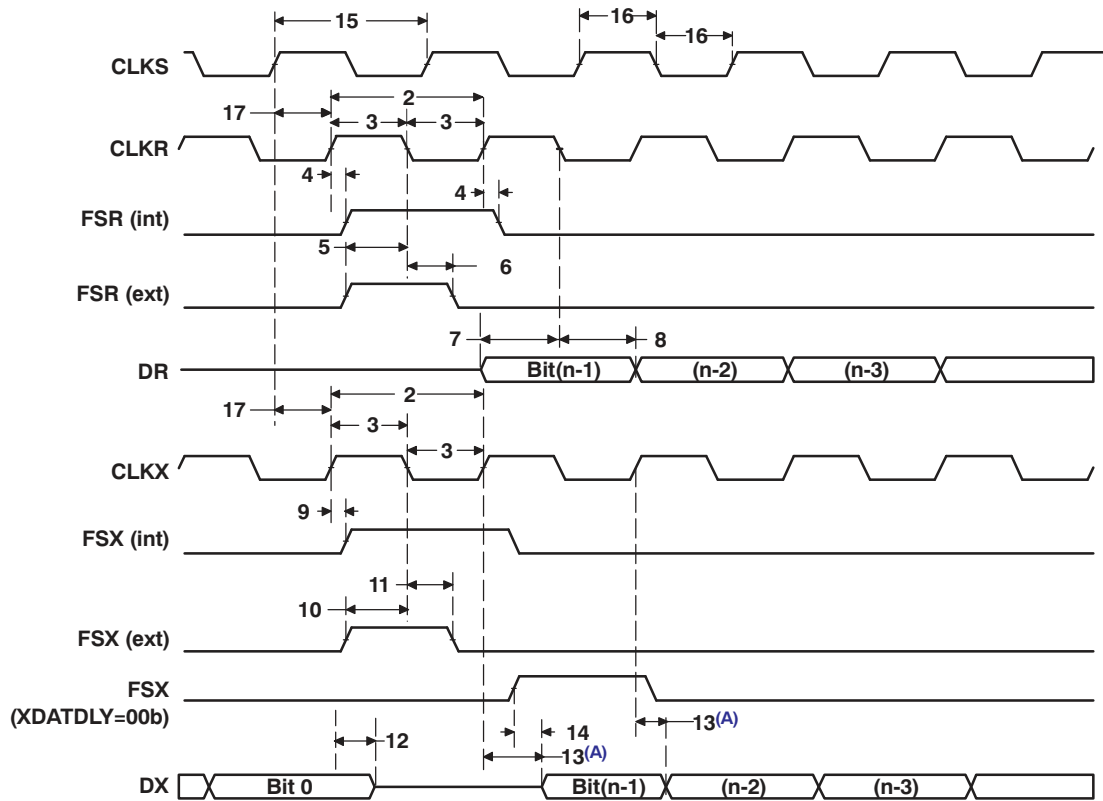 15
16
16
CLKS
2
17
3
3
CLKR
4
4
FSR (int)
5
6
FSR (ext)
7
8
DR
Bit(n-1)
(n-2)
(n-3)
2
17
3
3
CLKX
9
FSX (int)
11
10
FSX (ext)
FSX
(XDATDLY=00b)
13(A)
14
12
13(A)
DX
Bit 0
Bit(n-1)
(n-2)
(n-3)